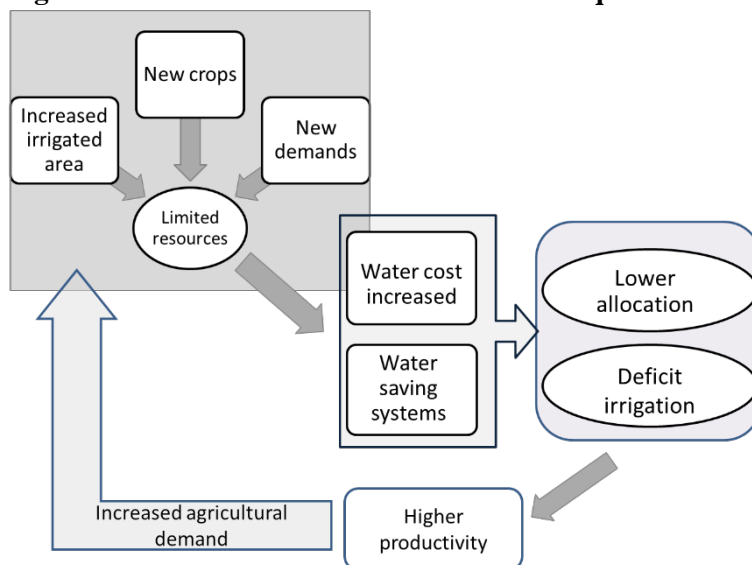 New crops
Increased
irrigated
area
New
demands
Limited
resources
Water cost
increased
Water
saving
systems
Lower
allocation
Deficit
irrigation
Higher
productivity
Increased agricultural
demand